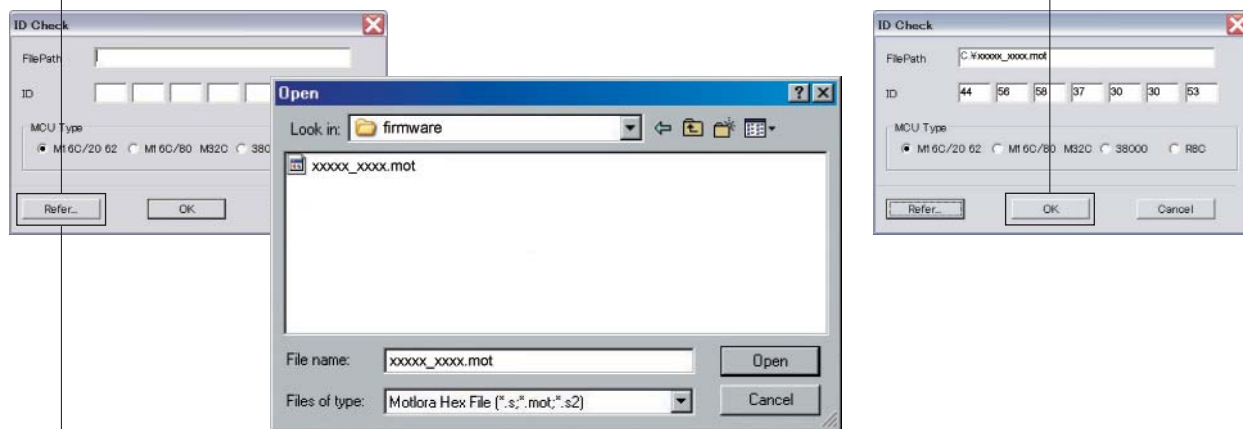 ID Check
FilePath
ID
MCU Type
M16C/20 62 M16C/80 M32C 380
Refer... OK
Open
Look in: firmware
xxxxx_xxxx.mot
File name: xxxxx_xxxx.mot Open
Files of type: Motlora Hex File (*.s;*.mot;*.s2) Cancel
ID Check
FilePath C:¥xxxxx_xxxx.mot
ID 44 56 58 37 30 30 53
MCU Type
M16C/20 62 M16C/80 M32C 38000 R8C
Refer... OK Cancel